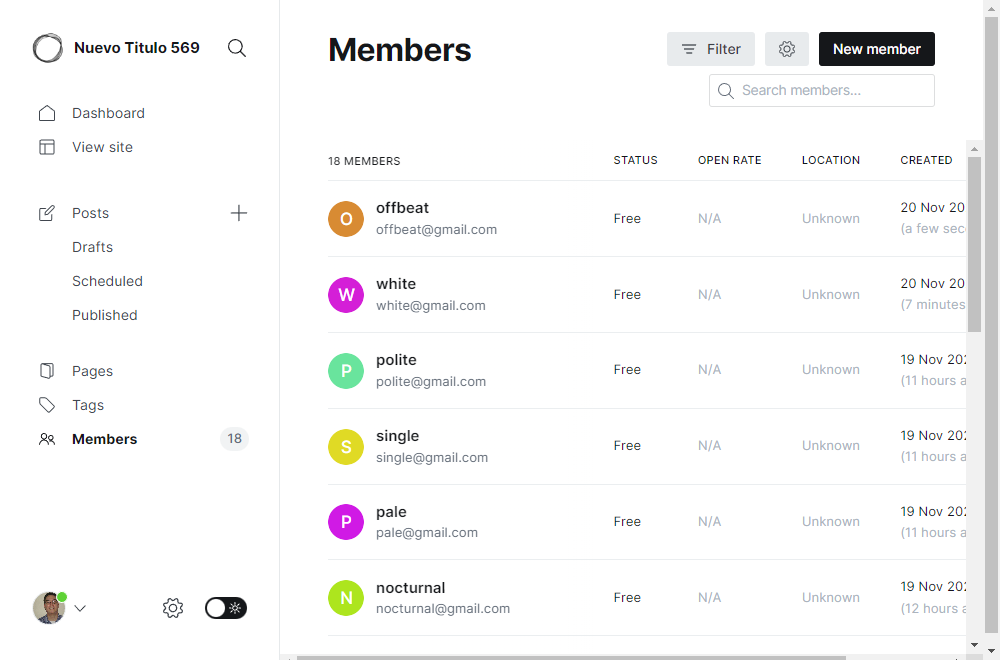 Nuevo Titulo 569
Dashboard
View site
Posts
Drafts
Scheduled
Published
Pages
Tags
Members 18
Members
Filter
New member
Search members...
18 MEMBERS STATUS OPEN RATE LOCATION CREATED
O offbeat Free N/A Unknown 20 Nov 20
offbeat@gmail.com (a few sec
W white Free N/A Unknown 20 Nov 20
white@gmail.com (7 minutes
P polite Free N/A Unknown 19 Nov 202
polite@gmail.com (11 hours a
S single Free N/A Unknown 19 Nov 202
single@gmail.com (11 hours a
P pale Free N/A Unknown 19 Nov 202
pale@gmail.com (11 hours a
N nocturnal Free N/A Unknown 19 Nov 202
nocturnal@gmail.com (12 hours a